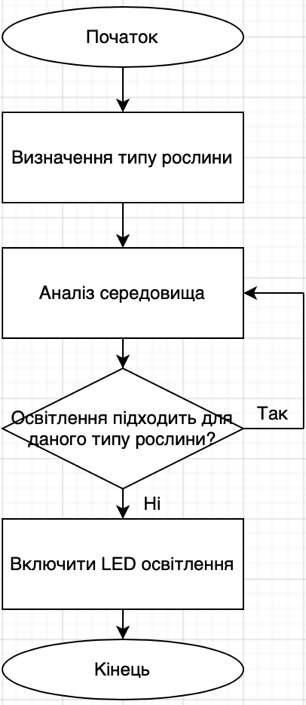 Початок
Визначення типу рослини
Аналіз середовища
Освітлення підходить для
даного типу рослини?
Так
Ні
Включити LED освітлення
Кінець